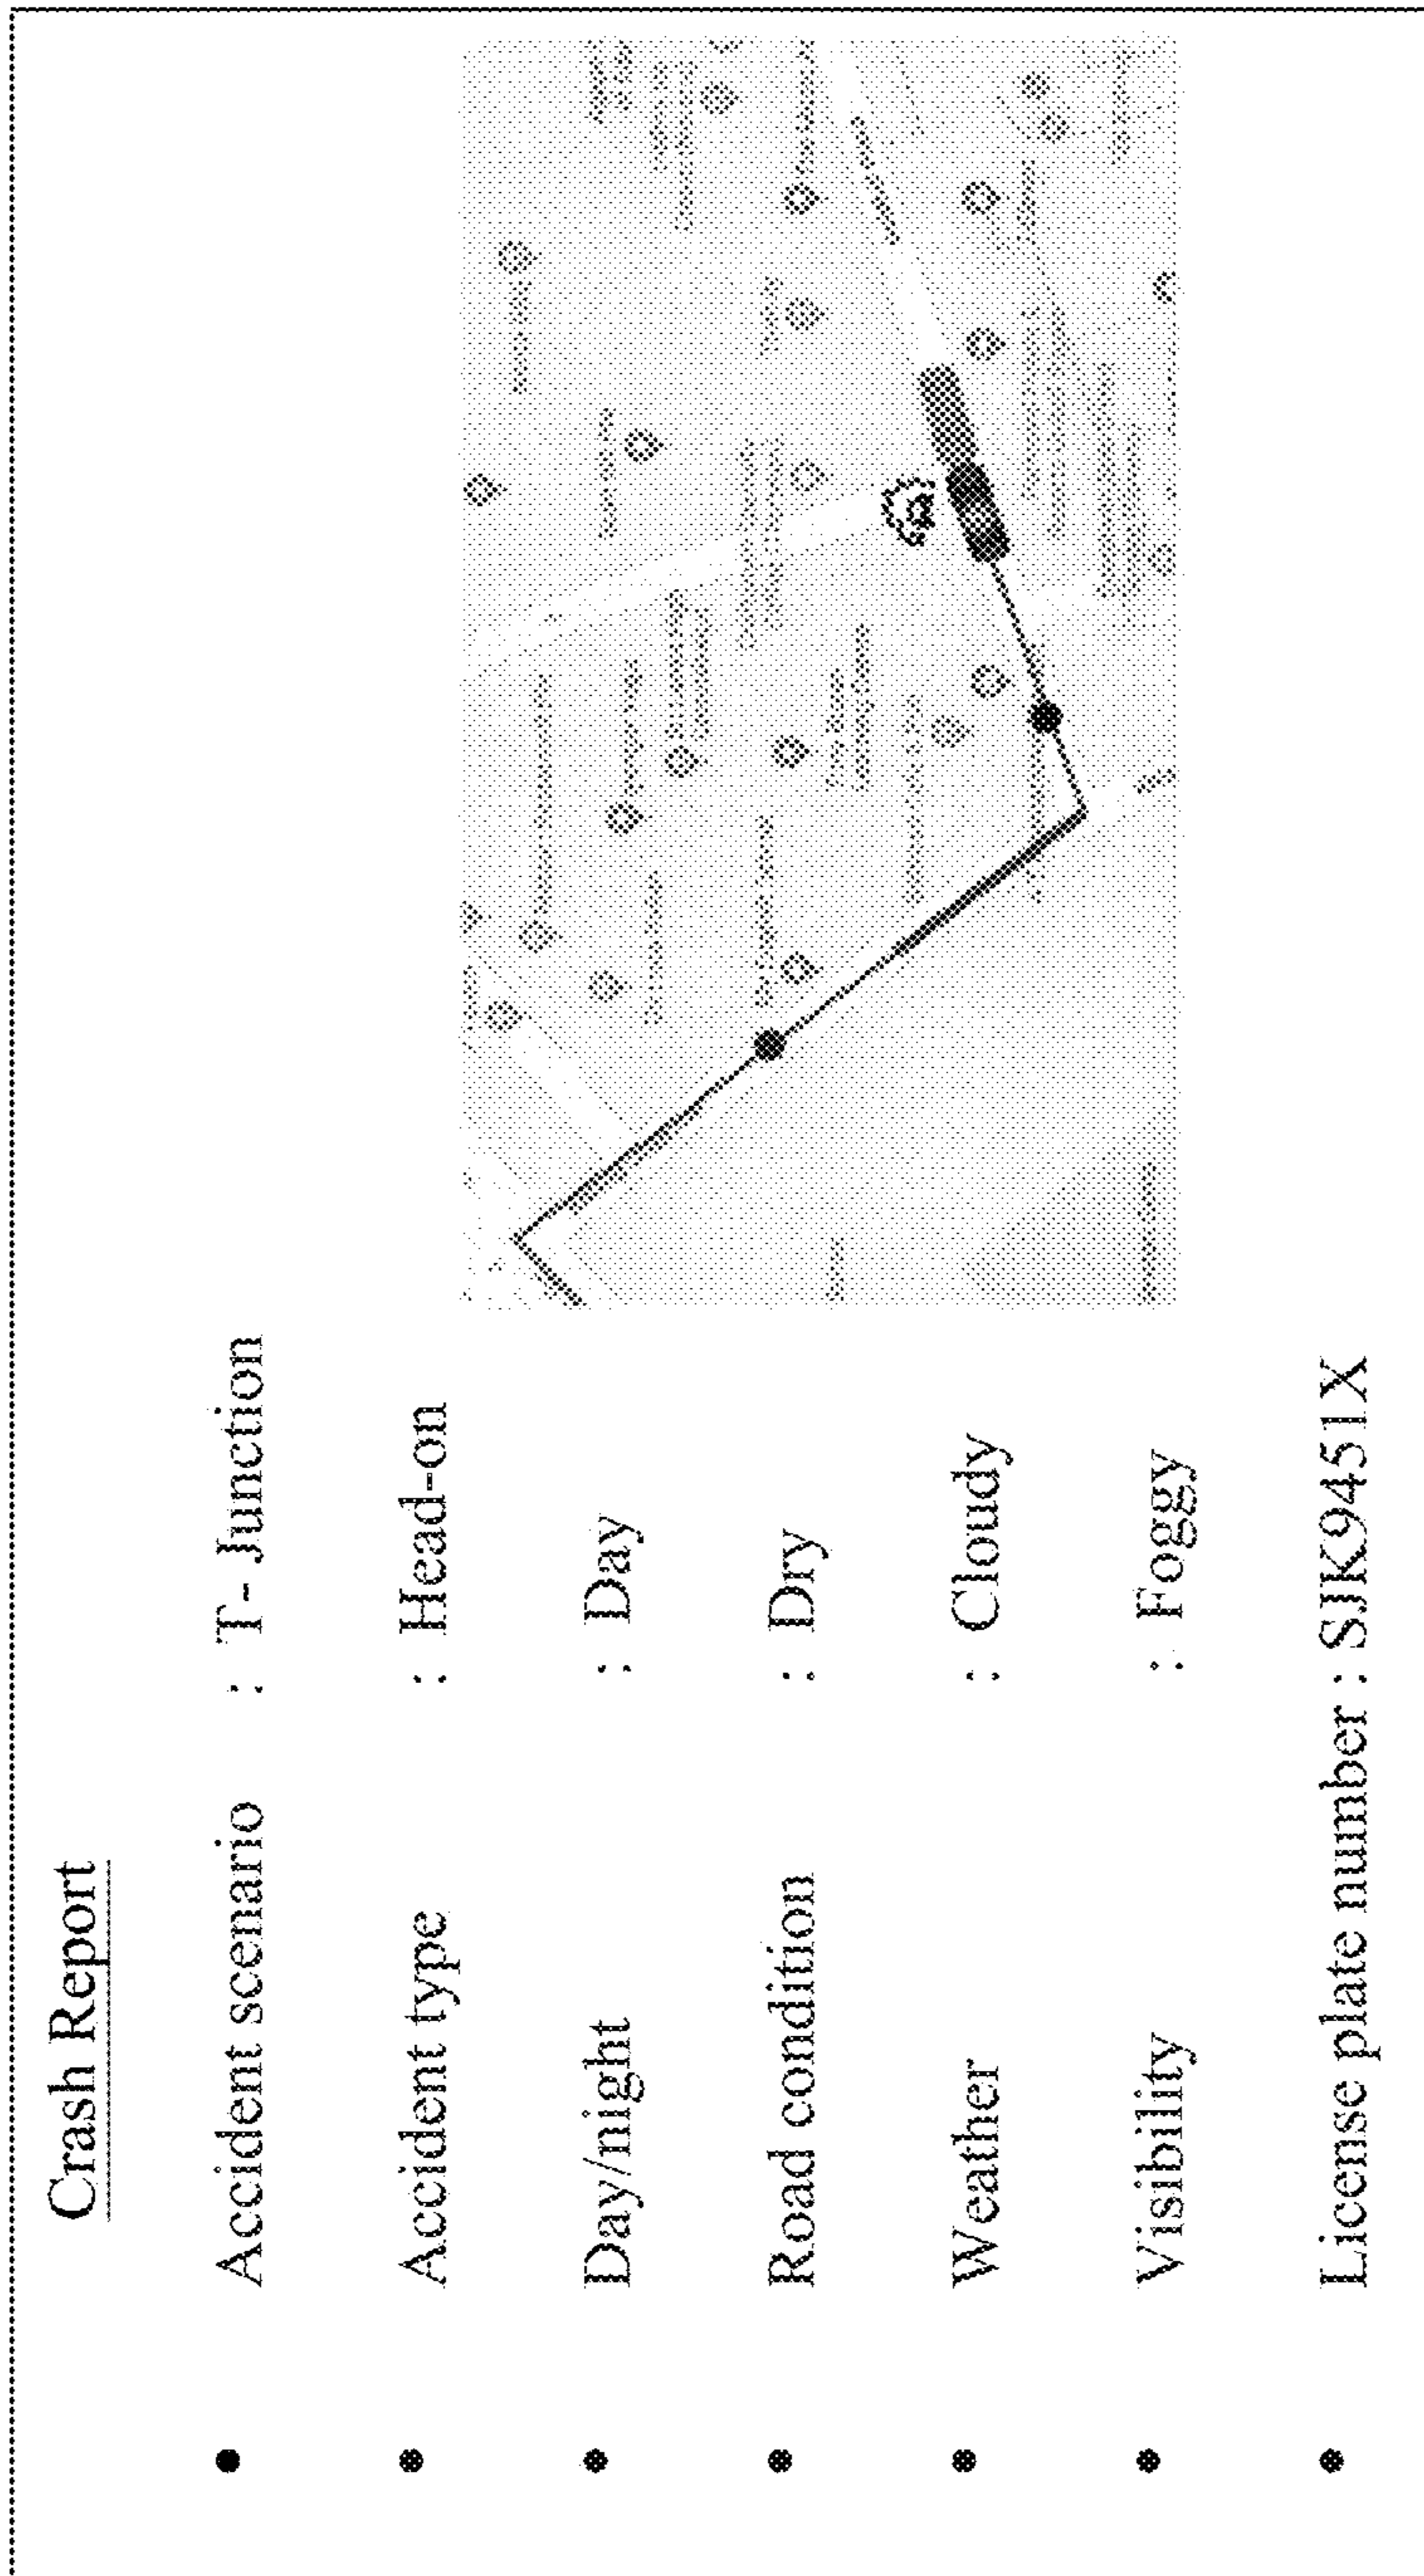 Crash Report
● Accident scenario : T- Junction
● Accident type : Head-on
● Day/night : Day
● Road condition : Dry
● Weather : Cloudy
● Visibility : Foggy
● License plate number : SJK9451X